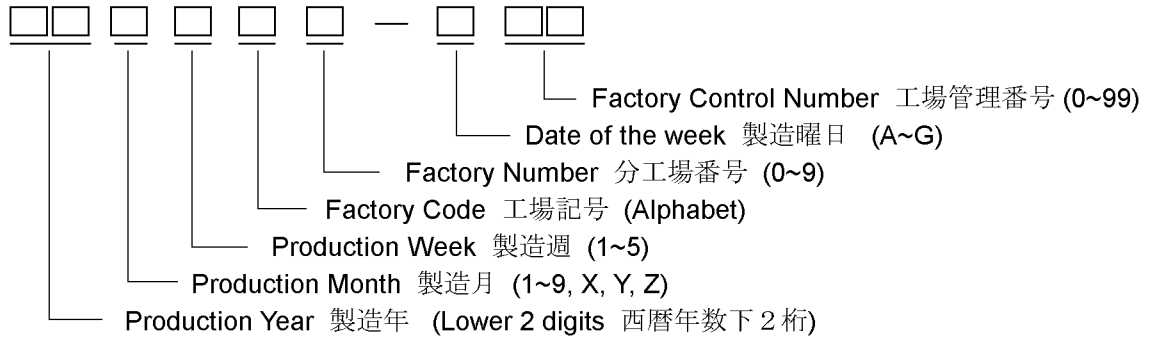 Factory Control Number 工場管理番号 (0~99)
Date of the week 製造曜日 (A~G)
Factory Number 分工場番号 (0~9)
Factory Code 工場記号 (Alphabet)
Production Week 製造週 (1~5)
Production Month 製造月 (1~9, X, Y, Z)
Production Year 製造年 (Lower 2 digits 西暦年数下２桁)